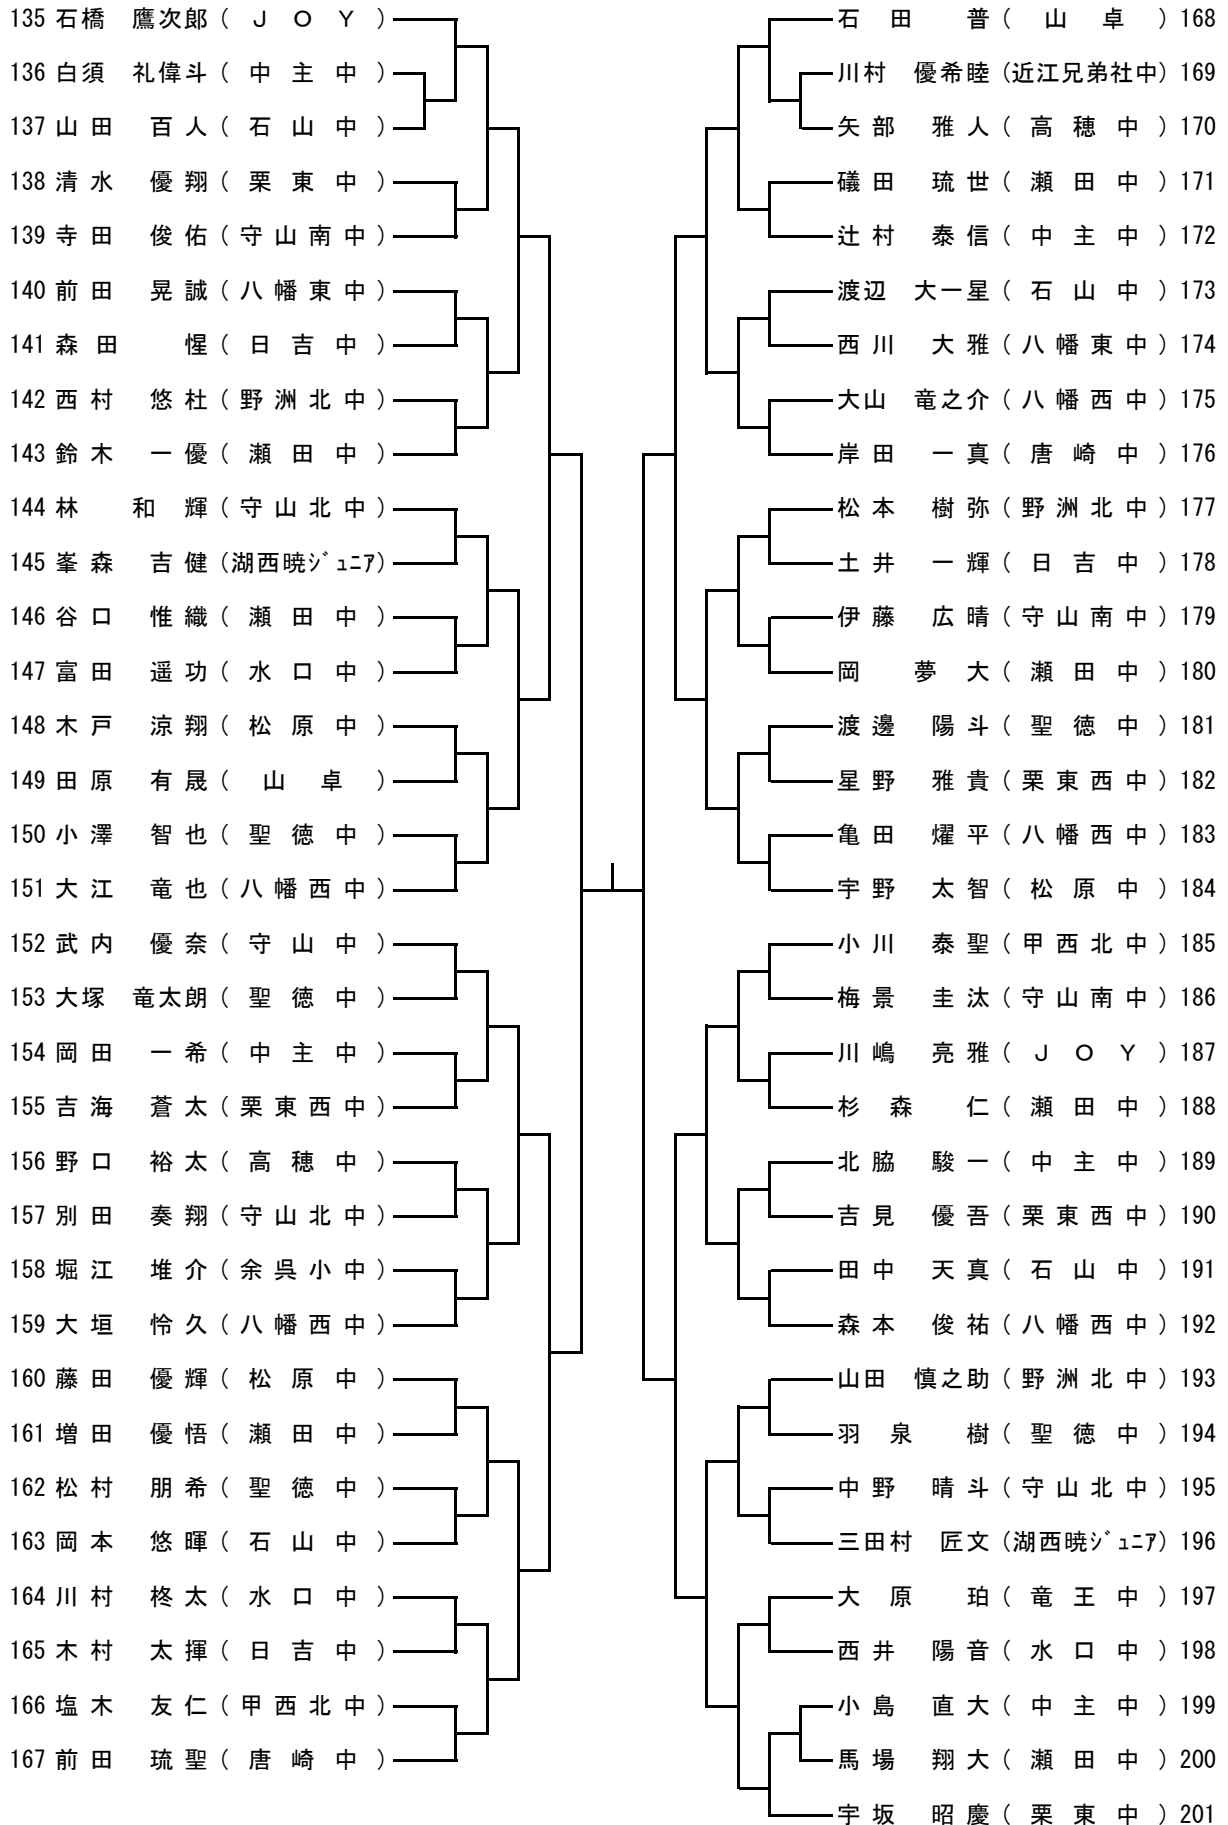 135 石橋 鷹次郎 ( ＪＯＹ )
136 白須 礼偉斗 ( 中主中 )
137 山田 百人 ( 石山中 )
138 清水 優翔 ( 栗東中 )
139 寺田 俊佑 ( 守山南中 )
140 前田 晃誠 ( 八幡東中 )
141 森田 惺 ( 日吉中 )
142 西村 悠杜 ( 野洲北中 )
143 鈴木 一優 ( 瀬田中 )
144 林 和輝 ( 守山北中 )
145 峯森 吉健 (湖西暁ｼﾞｭﾆｱ)
146 谷口 惟織 ( 瀬田中 )
147 富田 遥功 ( 水口中 )
148 木戸 涼翔 ( 松原中 )
149 田原 有晟 ( 山卓 )
150 小澤 智也 ( 聖徳中 )
151 大江 竜也 ( 八幡西中 )
152 武内 優奈 ( 守山中 )
153 大塚 竜太朗 ( 聖徳中 )
154 岡田 一希 ( 中主中 )
155 吉海 蒼太 ( 栗東西中 )
156 野口 裕太 ( 高穂中 )
157 別田 奏翔 ( 守山北中 )
158 堀江 堆介 ( 余呉小中 )
159 大垣 怜久 ( 八幡西中 )
160 藤田 優輝 ( 松原中 )
161 増田 優悟 ( 瀬田中 )
162 松村 朋希 ( 聖徳中 )
163 岡本 悠暉 ( 石山中 )
164 川村 柊太 ( 水口中 )
165 木村 太揮 ( 日吉中 )
166 塩木 友仁 ( 甲西北中 )
167 前田 琉聖 ( 唐崎中 )
石田 普 ( 山卓 ) 168
川村 優希睦 (近江兄弟社中) 169
矢部 雅人 ( 高穂中 ) 170
礒田 琉世 ( 瀬田中 ) 171
辻村 泰信 ( 中主中 ) 172
渡辺 大一星 ( 石山中 ) 173
西川 大雅 ( 八幡東中 ) 174
大山 竜之介 ( 八幡西中 ) 175
岸田 一真 ( 唐崎中 ) 176
松本 樹弥 ( 野洲北中 ) 177
土井 一輝 ( 日吉中 ) 178
伊藤 広晴 ( 守山南中 ) 179
岡 夢大 ( 瀬田中 ) 180
渡邊 陽斗 ( 聖徳中 ) 181
星野 雅貴 ( 栗東西中 ) 182
亀田 燿平 ( 八幡西中 ) 183
宇野 太智 ( 松原中 ) 184
小川 泰聖 ( 甲西北中 ) 185
梅景 圭汰 ( 守山南中 ) 186
川嶋 亮雅 ( ＪＯＹ ) 187
杉森 仁 ( 瀬田中 ) 188
北脇 駿一 ( 中主中 ) 189
吉見 優吾 ( 栗東西中 ) 190
田中 天真 ( 石山中 ) 191
森本 俊祐 ( 八幡西中 ) 192
山田 慎之助 ( 野洲北中 ) 193
羽泉 樹 ( 聖徳中 ) 194
中野 晴斗 ( 守山北中 ) 195
三田村 匠文 (湖西暁ｼﾞｭﾆｱ) 196
大原 珀 ( 竜王中 ) 197
西井 陽音 ( 水口中 ) 198
小島 直大 ( 中主中 ) 199
馬場 翔大 ( 瀬田中 ) 200
宇坂 昭慶 ( 栗東中 ) 201